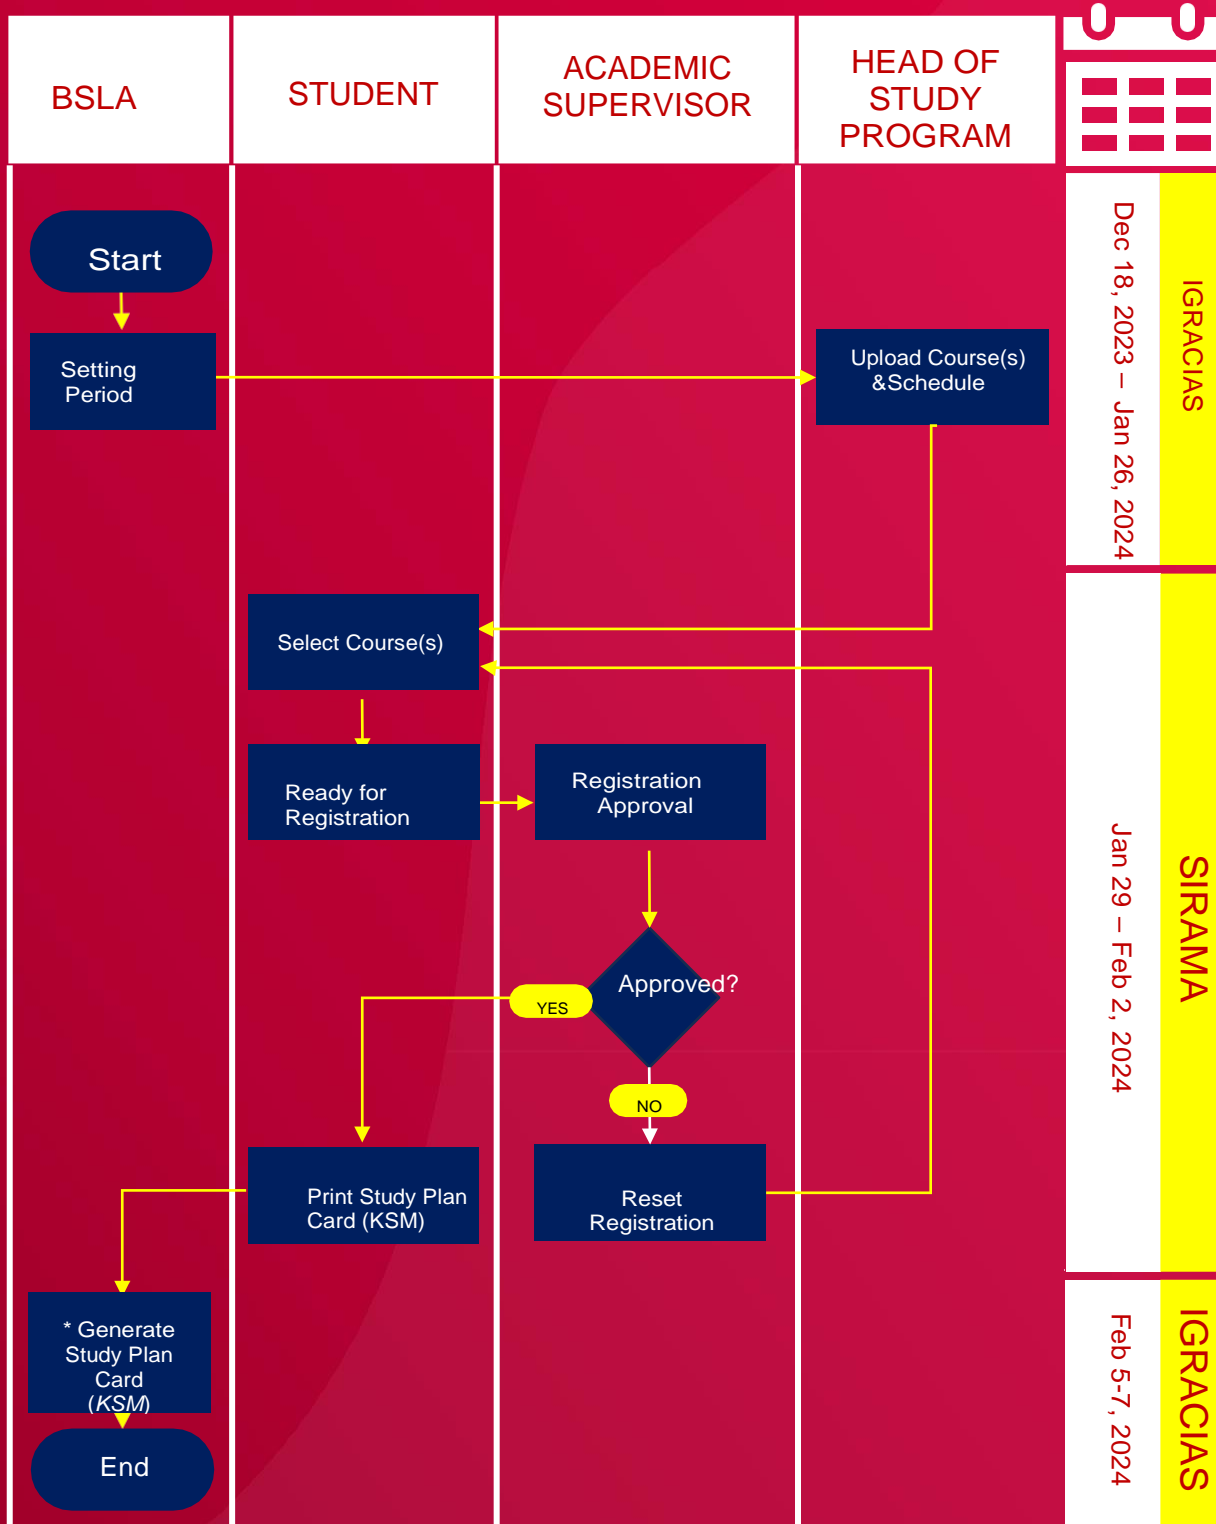 BSLA
STUDENT
ACADEMIC
SUPERVISOR
HEAD OF
STUDY
PROGRAM
Start
Setting
Period
Upload Course(s)
&Schedule
Dec 18, 2023 – Jan 26, 2024
IGRACIAS
Select Course(s)
Ready for
Registration
Registration
Approval
Approved?
YES
NO
Jan 29 – Feb 2, 2024
SIRAMA
Print Study Plan
Card (KSM)
Reset
Registration
* Generate
Study Plan
Card
(KSM)
End
Feb 5-7, 2024
IGRACIAS